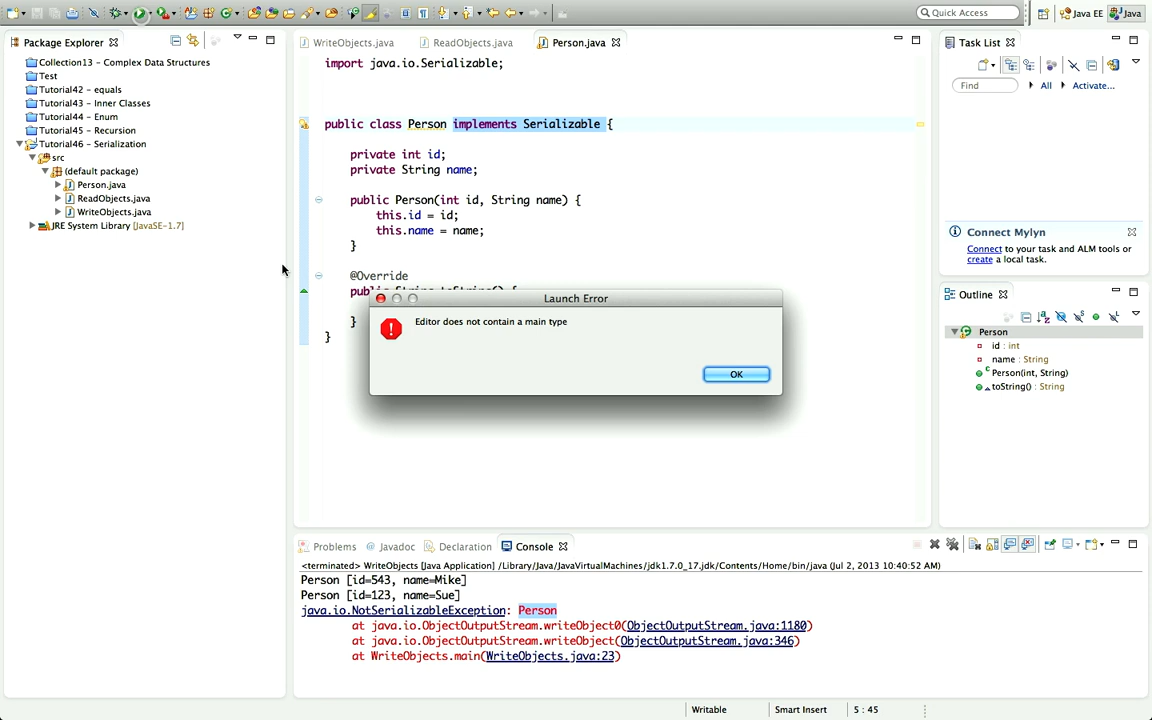 Quick Access
Java EE
Java
Package Explorer
Collection13 - Complex Data Structures
Test
Tutorial42 - equals
Tutorial43 - Inner Classes
Tutorial44 - Enum
Tutorial45 - Recursion
Tutorial46 - Serialization
src
(default package)
Person.java
ReadObjects.java
WriteObjects.java
JRE System Library [JavaSE-1.7]
WriteObjects.java
ReadObjects.java
Person.java
import java.io.Serializable;
public class Person implements Serializable {
private int id;
private String name;
public Person(int id, String name) {
this.id = id;
this.name = name;
}
@Override
}
}
Launch Error
Editor does not contain a main type
OK
Task List
Find
All
Activate...
Connect Mylyn
Connect to your task and ALM tools or
create a local task.
Outline
Person
id : int
name : String
Person(int, String)
toString() : String
Problems
Javadoc
Declaration
Console
<terminated> WriteObjects [Java Application] /Library/Java/JavaVirtualMachines/jdk1.7.0_17.jdk/Contents/Home/bin/java (Jul 2, 2013 10:40:52 AM)
Person [id=543, name=Mike]
Person [id=123, name=Sue]
java.io.NotSerializableException: Person
at java.io.ObjectOutputStream.writeObject0(ObjectOutputStream.java:1180)
at java.io.ObjectOutputStream.writeObject(ObjectOutputStream.java:346)
at WriteObjects.main(WriteObjects.java:23)
Writable
Smart Insert
5 : 45